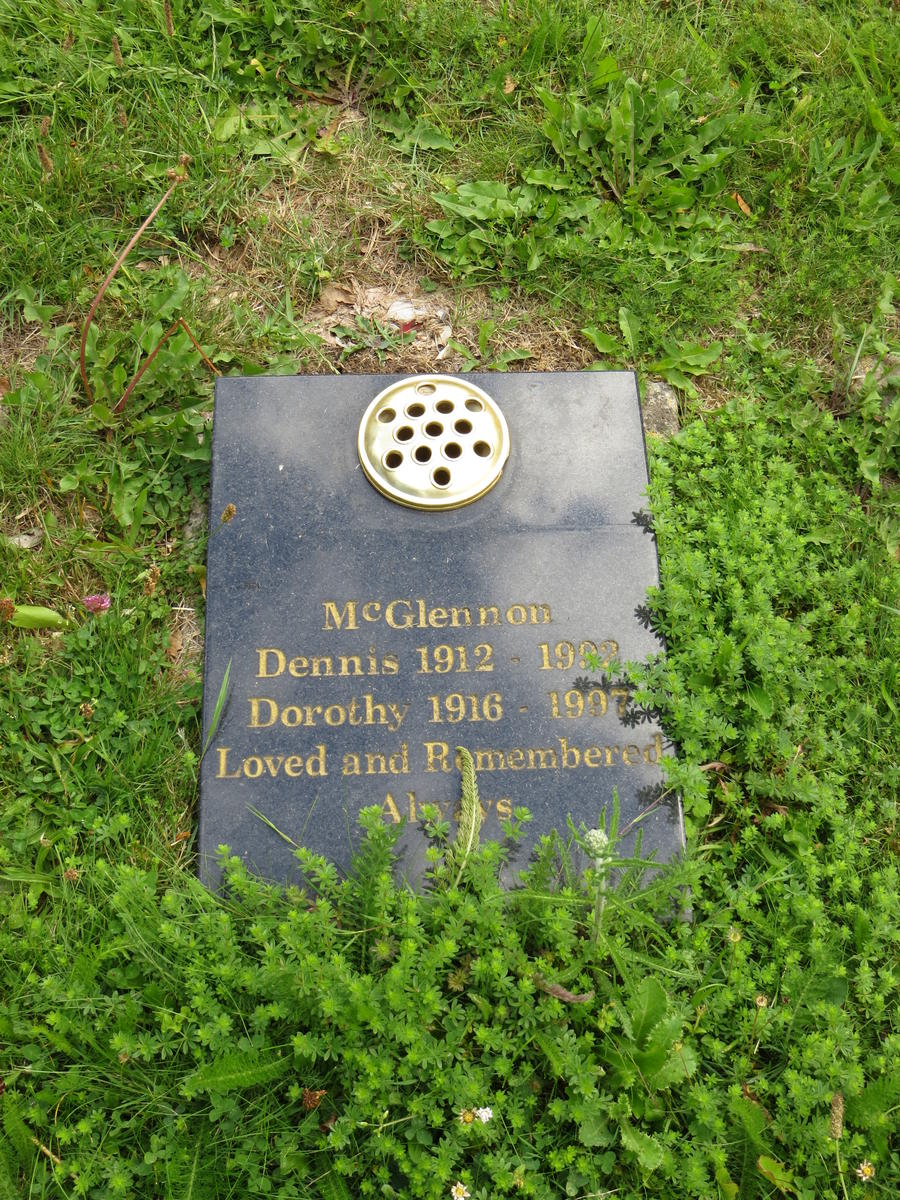 McGlennon
Dennis 1912 - 1992
Dorothy 1916 - 1997
Loved and Remembered
Always